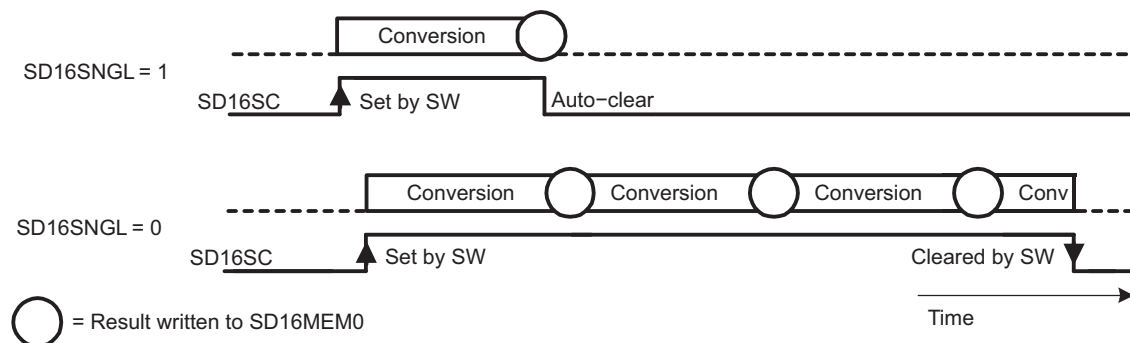 Conversion
SD16SNGL = 1
SD16SC Set by SW Auto−clear
Conversion Conversion Conversion Conv
SD16SNGL = 0
SD16SC Set by SW Cleared by SW
= Result written to SD16MEM0
Time